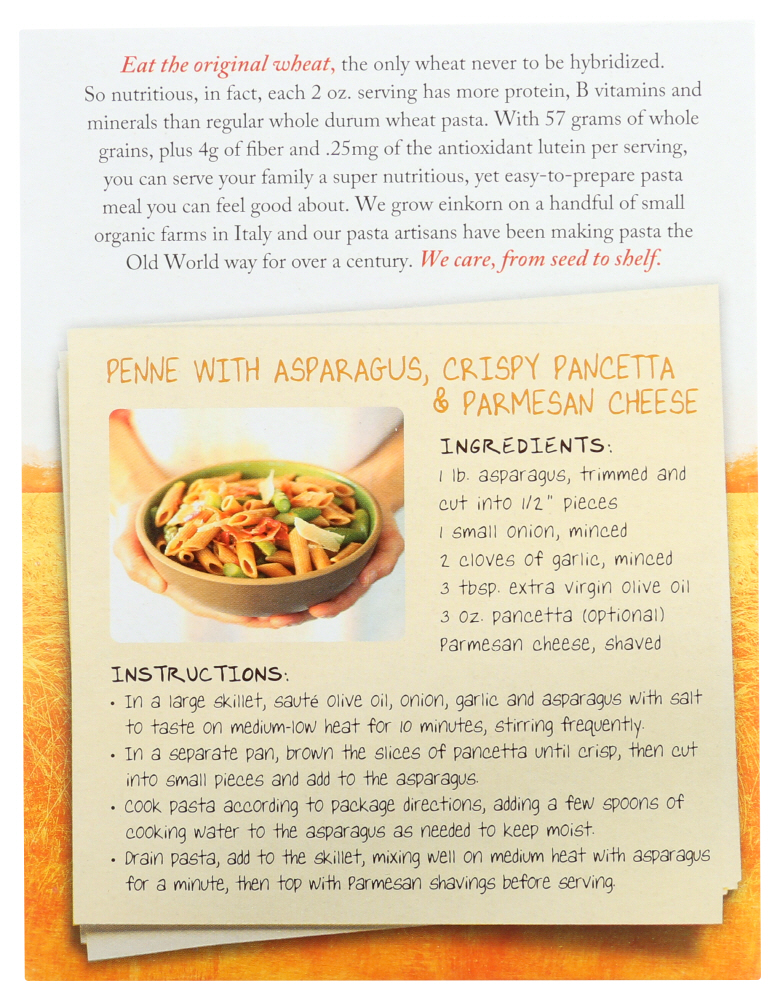 Eat the original wheat, the only wheat never to be hybridized.
So nutritious, in fact, each 2 oz. serving has more protein, B vitamins and
minerals than regular whole durum wheat pasta. With 57 grams of whole
grains, plus 4g of fiber and .25mg of the antioxidant lutein per serving,
you can serve your family a super nutritious, yet easy-to-prepare pasta
meal you can feel good about. We grow einkorn on a handful of small
organic farms in Italy and our pasta artisans have been making pasta the
Old World way for over a century. We care, from seed to shelf.
PENNE WITH ASPARAGUS, CRISPY PANCETTA
& PARMESAN CHEESE
INGREDIENTS:
1 lb. asparagus, trimmed and
cut into 1/2" pieces
1 small onion, minced
2 cloves of garlic, minced
3 tbsp. extra virgin olive oil
3 oz. pancetta (optional)
Parmesan cheese, shaved
INSTRUCTIONS:
• In a large skillet, sauté olive oil, onion, garlic and asparagus with salt
to taste on medium-low heat for 10 minutes, stirring frequently.
• In a separate pan, brown the slices of pancetta until crisp, then cut
into small pieces and add to the asparagus.
• Cook pasta according to package directions, adding a few spoons of
cooking water to the asparagus as needed to keep moist.
• Drain pasta, add to the skillet, mixing well on medium heat with asparagus
for a minute, then top with Parmesan shavings before serving.